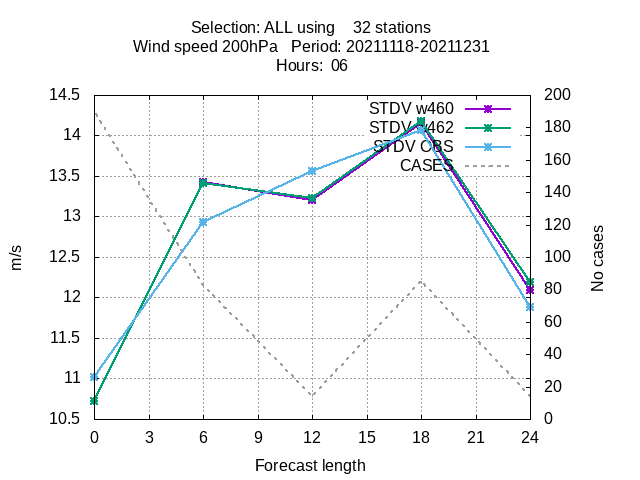 Selection: ALL using    32 stations
Wind speed 200hPa   Period: 20211118-20211231
Hours:  06
14.5
14
13.5
13
12.5
12
11.5
11
10.5
200
180
160
140
120
100
80
60
40
20
0
STDV w460
STDV w462
STDV OBS
CASES
m/s
No cases
0 3 6 9 12 15 18 21 24
Forecast length